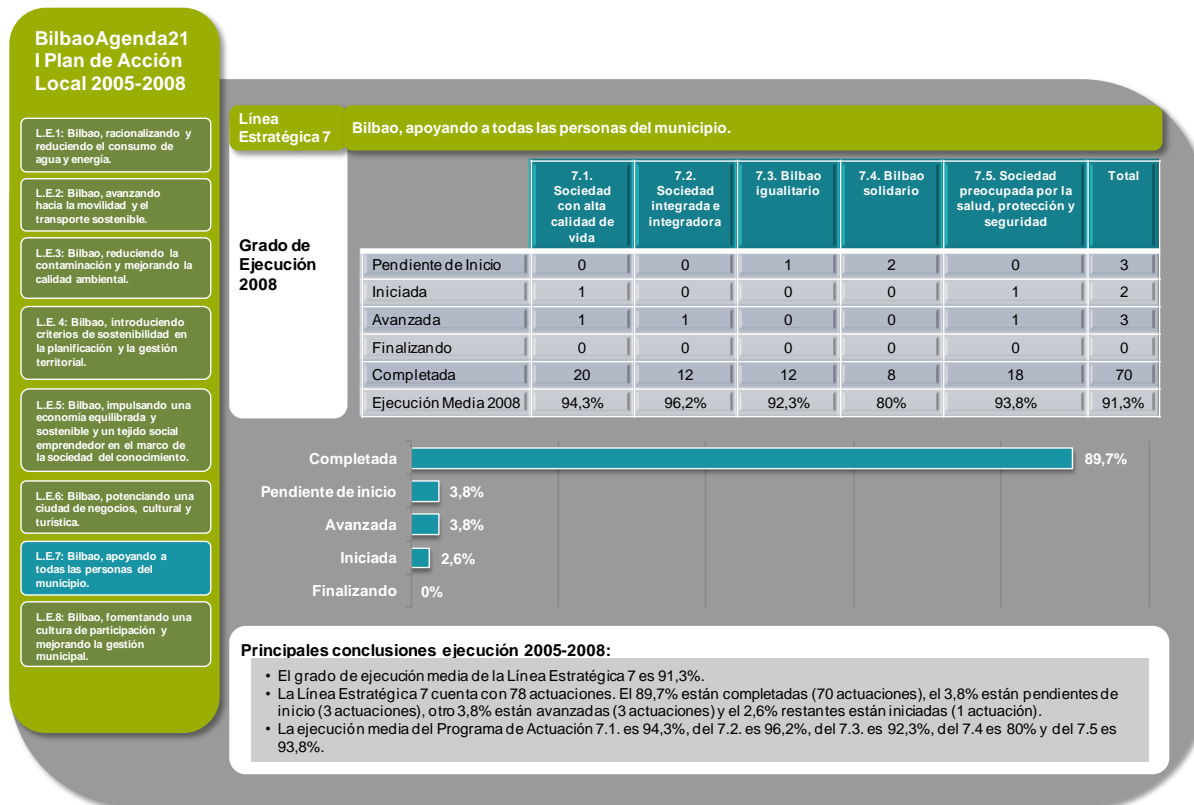 BilbaoAgenda21
I Plan de Acción
Local 2005-2008
L.E.1: Bilbao, racionalizando y
reduciendo el consumo de
agua y energía.
L.E.2: Bilbao, avanzando
hacia la movilidad y el
transporte sostenible.
L.E.3: Bilbao, reduciendo la
contaminación y mejorando la
calidad ambiental.
L.E. 4: Bilbao, introduciendo
criterios de sostenibilidad en
la planificación y la gestión
territorial.
L.E.5: Bilbao, impulsando una
economía equilibrada y
sostenible y un tejido social
emprendedor en el marco de
la sociedad del conocimiento.
L.E.6: Bilbao, potenciando una
ciudad de negocios, cultural y
turística.
L.E.7: Bilbao, apoyando a
todas las personas del
municipio.
L.E.8: Bilbao, fomentando una
cultura de participación y
mejorando la gestión
municipal.
Línea
Estratégica 7
Bilbao, apoyando a todas las personas del municipio.
Grado de
Ejecución
2008
7.1.
Sociedad
con alta
calidad de
vida
7.2.
Sociedad
integrada e
integradora
7.3. Bilbao
igualitario
7.4. Bilbao
solidario
7.5. Sociedad
preocupada por la
salud, protección y
seguridad
Total
Pendiente de Inicio 0 0 1 2 0 3
Iniciada 1 0 0 0 1 2
Avanzada 1 1 0 0 1 3
Finalizando 0 0 0 0 0 0
Completada 20 12 12 8 18 70
Ejecución Media 2008 94,3% 96,2% 92,3% 80% 93,8% 91,3%
Completada 89,7%
Pendiente de inicio 3,8%
Avanzada 3,8%
Iniciada 2,6%
Finalizando 0%
Principales conclusiones ejecución 2005-2008:
• El grado de ejecución media de la Línea Estratégica 7 es 91,3%.
• La Línea Estratégica 7 cuenta con 78 actuaciones. El 89,7% están completadas (70 actuaciones), el 3,8% están pendientes de
inicio (3 actuaciones), otro 3,8% están avanzadas (3 actuaciones) y el 2,6% restantes están iniciadas (1 actuación).
• La ejecución media del Programa de Actuación 7.1. es 94,3%, del 7.2. es 96,2%, del 7.3. es 92,3%, del 7.4 es 80% y del 7.5 es
93,8%.